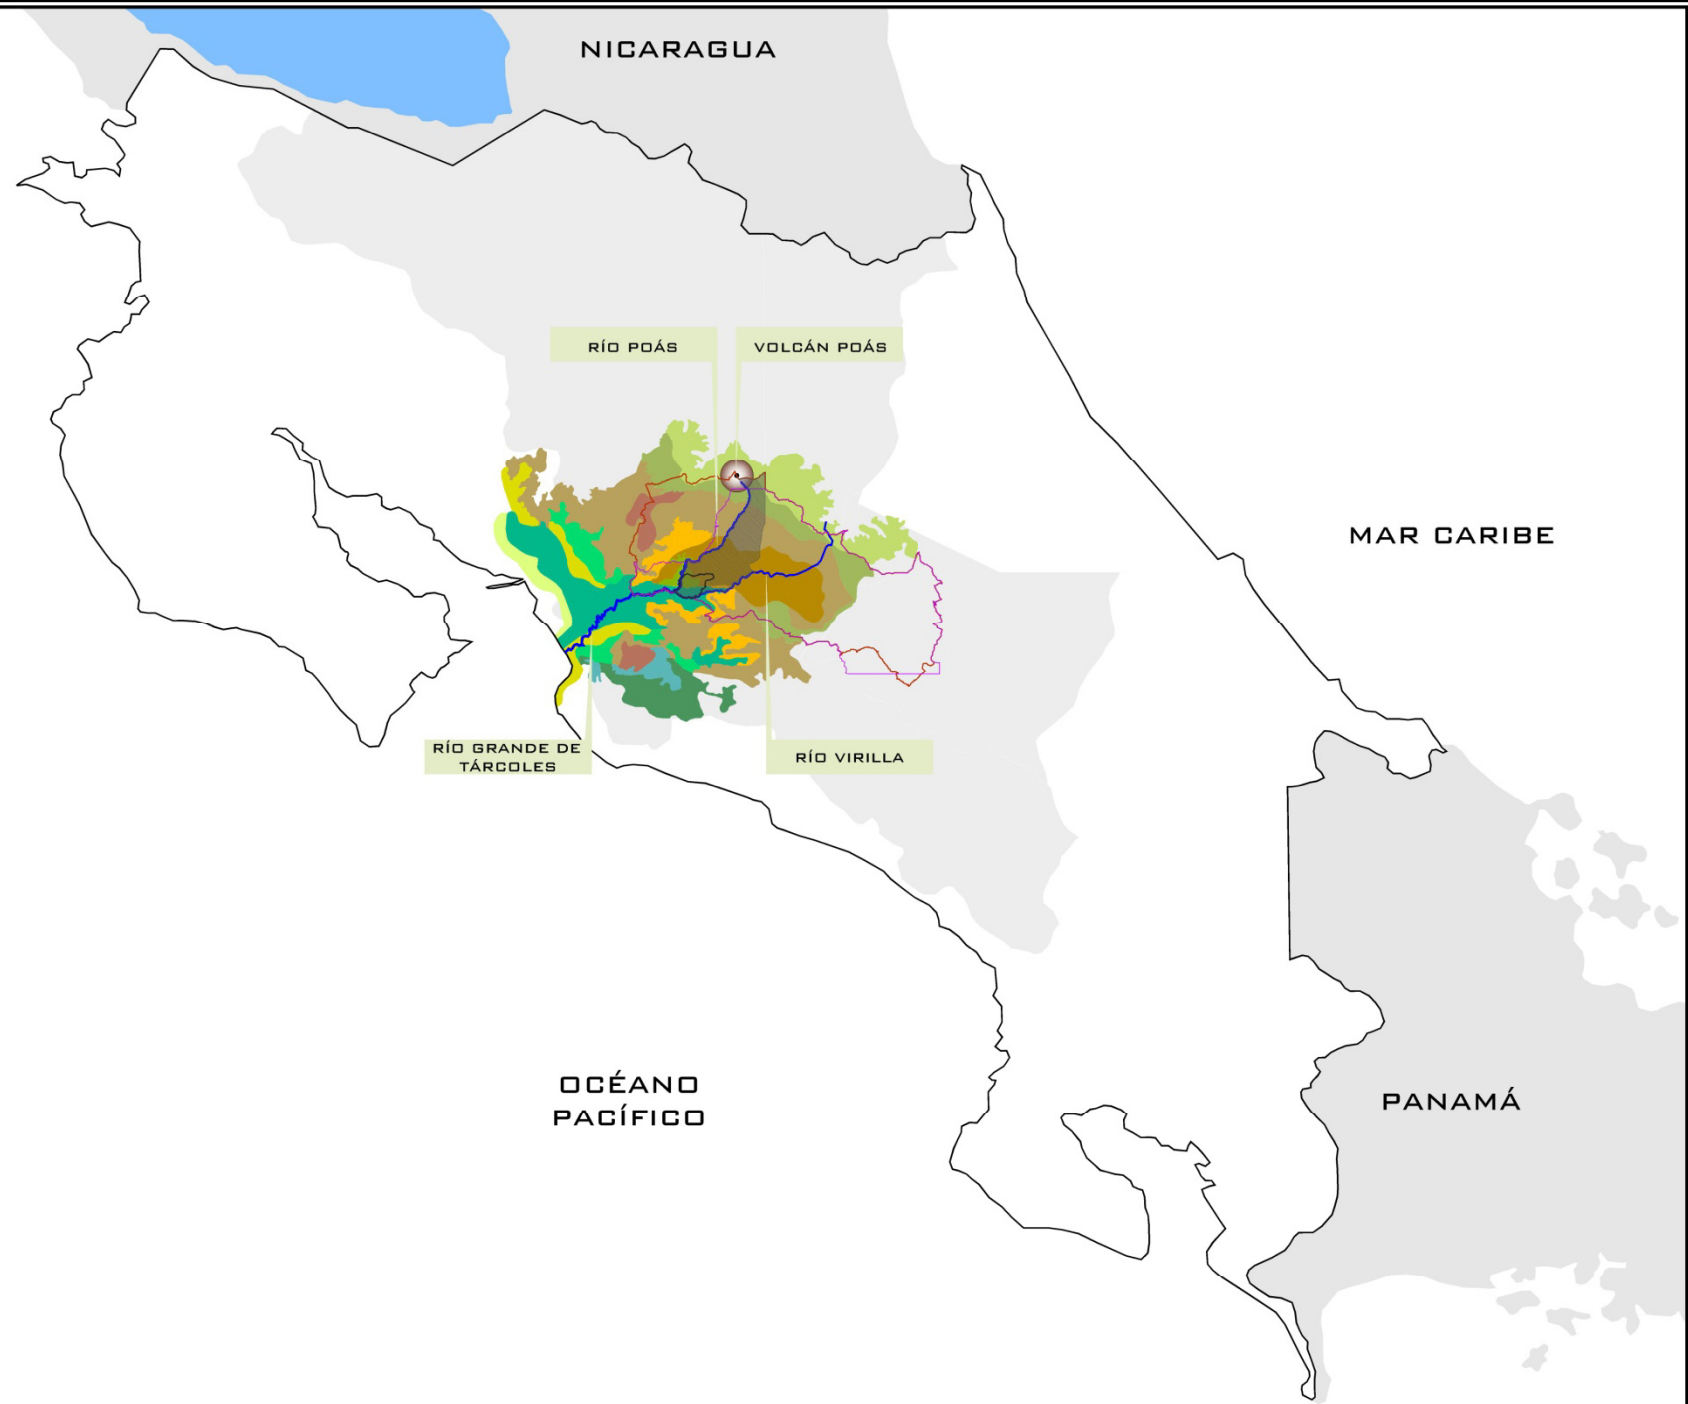 NICARAGUA
RÍO POÁS
VOLCÁN POÁS
MAR CARIBE
RÍO GRANDE DE
TÁRCOLES
RÍO VIRILLA
OCÉANO
PACÍFICO
PANAMÁ